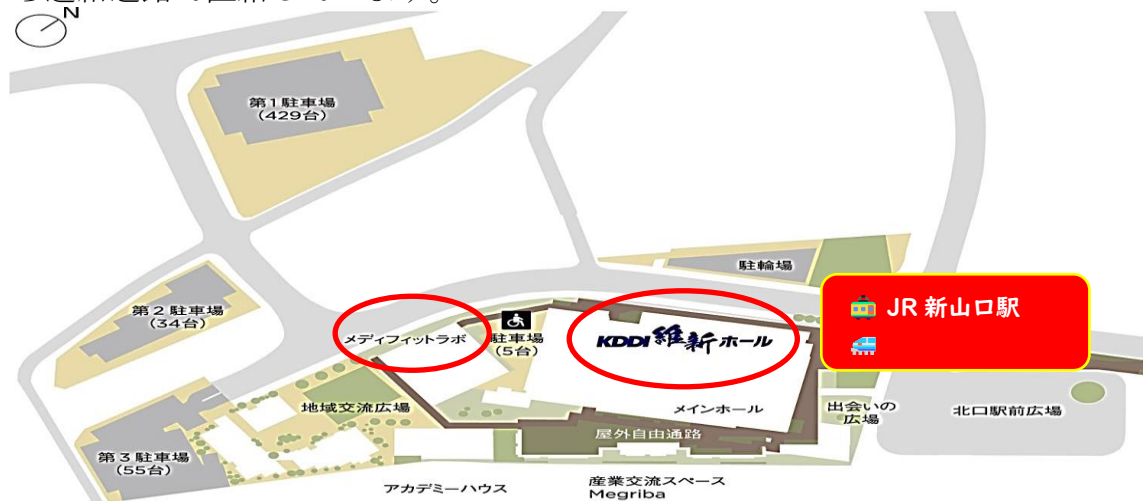 N
第1駐車場
(429台)
駐輪場
JR 新山口駅
第2駐車場
(34台)
メディフィットラボ
駐車場
(5台)
KDDI 維新ホール
地域交流広場
メインホール
出会いの
広場
北口駅前広場
屋外自由通路
第3駐車場
(55台)
アカデミーハウス
産業交流スペース
Megriba